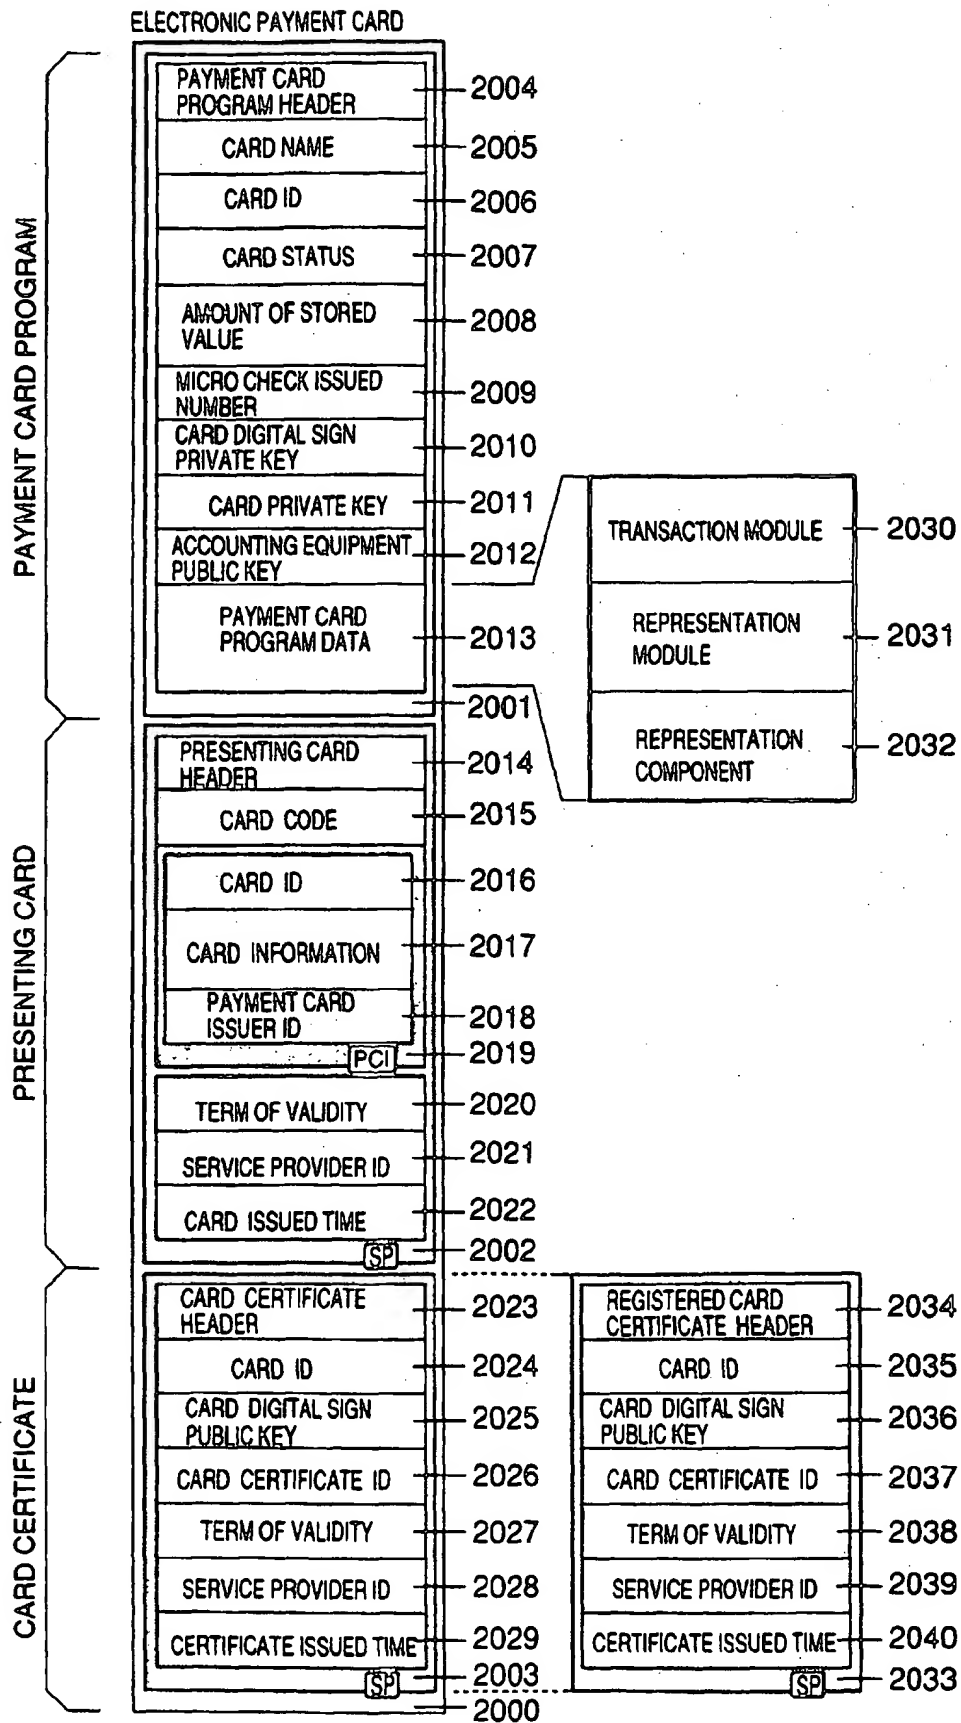 ELECTRONIC PAYMENT CARD
PAYMENT CARD PROGRAM
PAYMENT CARD
PROGRAM HEADER
2004
CARD NAME
2005
CARD ID
2006
CARD STATUS
2007
AMOUNT OF STORED
VALUE
2008
MICRO CHECK ISSUED
NUMBER
2009
CARD DIGITAL SIGN
PRIVATE KEY
2010
CARD PRIVATE KEY
2011
ACCOUNTING EQUIPMENT
PUBLIC KEY
2012
PAYMENT CARD
PROGRAM DATA
2013
2001
TRANSACTION MODULE
2030
REPRESENTATION
MODULE
2031
REPRESENTATION
COMPONENT
2032
PRESENTING CARD
PRESENTING CARD
HEADER
2014
CARD CODE
2015
CARD ID
2016
CARD INFORMATION
2017
PAYMENT CARD
ISSUER ID
2018
PCI
2019
TERM OF VALIDITY
2020
SERVICE PROVIDER ID
2021
CARD ISSUED TIME
2022
SP
2002
CARD CERTIFICATE
CARD CERTIFICATE
HEADER
2023
CARD ID
2024
CARD DIGITAL SIGN
PUBLIC KEY
2025
CARD CERTIFICATE ID
2026
TERM OF VALIDITY
2027
SERVICE PROVIDER ID
2028
CERTIFICATE ISSUED TIME
2029
SP
2003
2000
REGISTERED CARD
CERTIFICATE HEADER
2034
CARD ID
2035
CARD DIGITAL SIGN
PUBLIC KEY
2036
CARD CERTIFICATE ID
2037
TERM OF VALIDITY
2038
SERVICE PROVIDER ID
2039
CERTIFICATE ISSUED TIME
2040
SP
2033